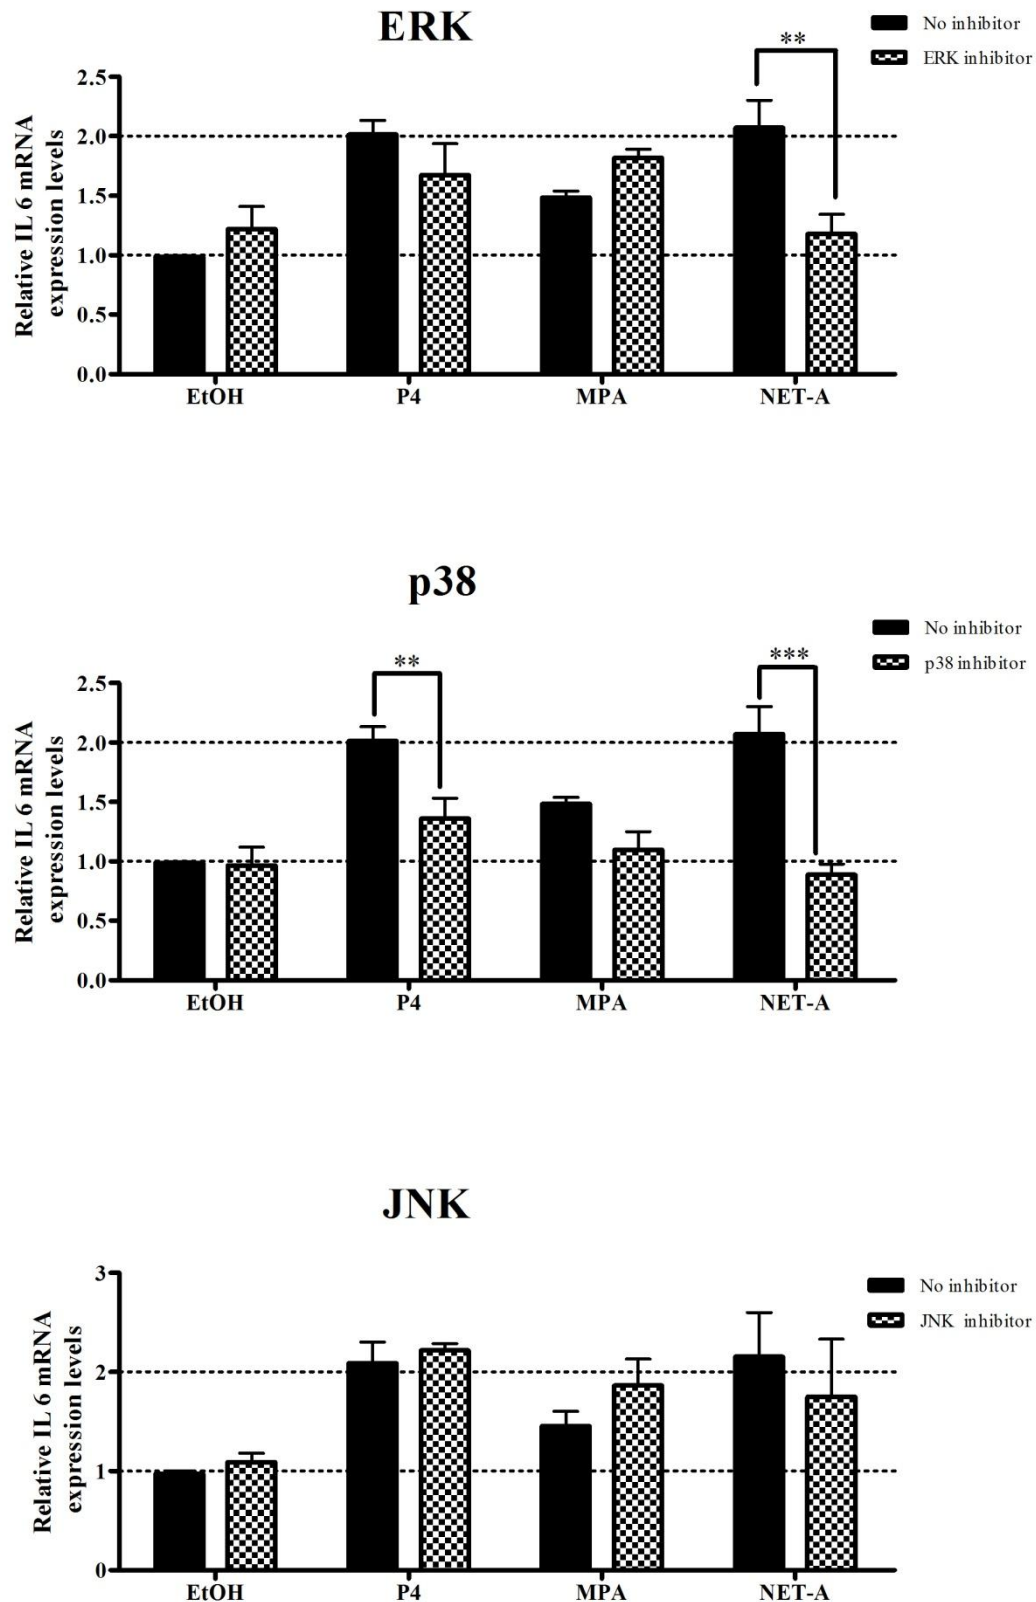 ERK
No inhibitor
ERK inhibitor
**
Relative IL 6 mRNA
expression levels
2.5
2.0
1.5
1.0
0.5
0.0
EtOH P4 MPA NET-A
p38
No inhibitor
p38 inhibitor
** ***
Relative IL 6 mRNA
expression levels
2.5
2.0
1.5
1.0
0.5
0.0
EtOH P4 MPA NET-A
JNK
No inhibitor
JNK inhibitor
Relative IL 6 mRNA
expression levels
3
2
1
0
EtOH P4 MPA NET-A